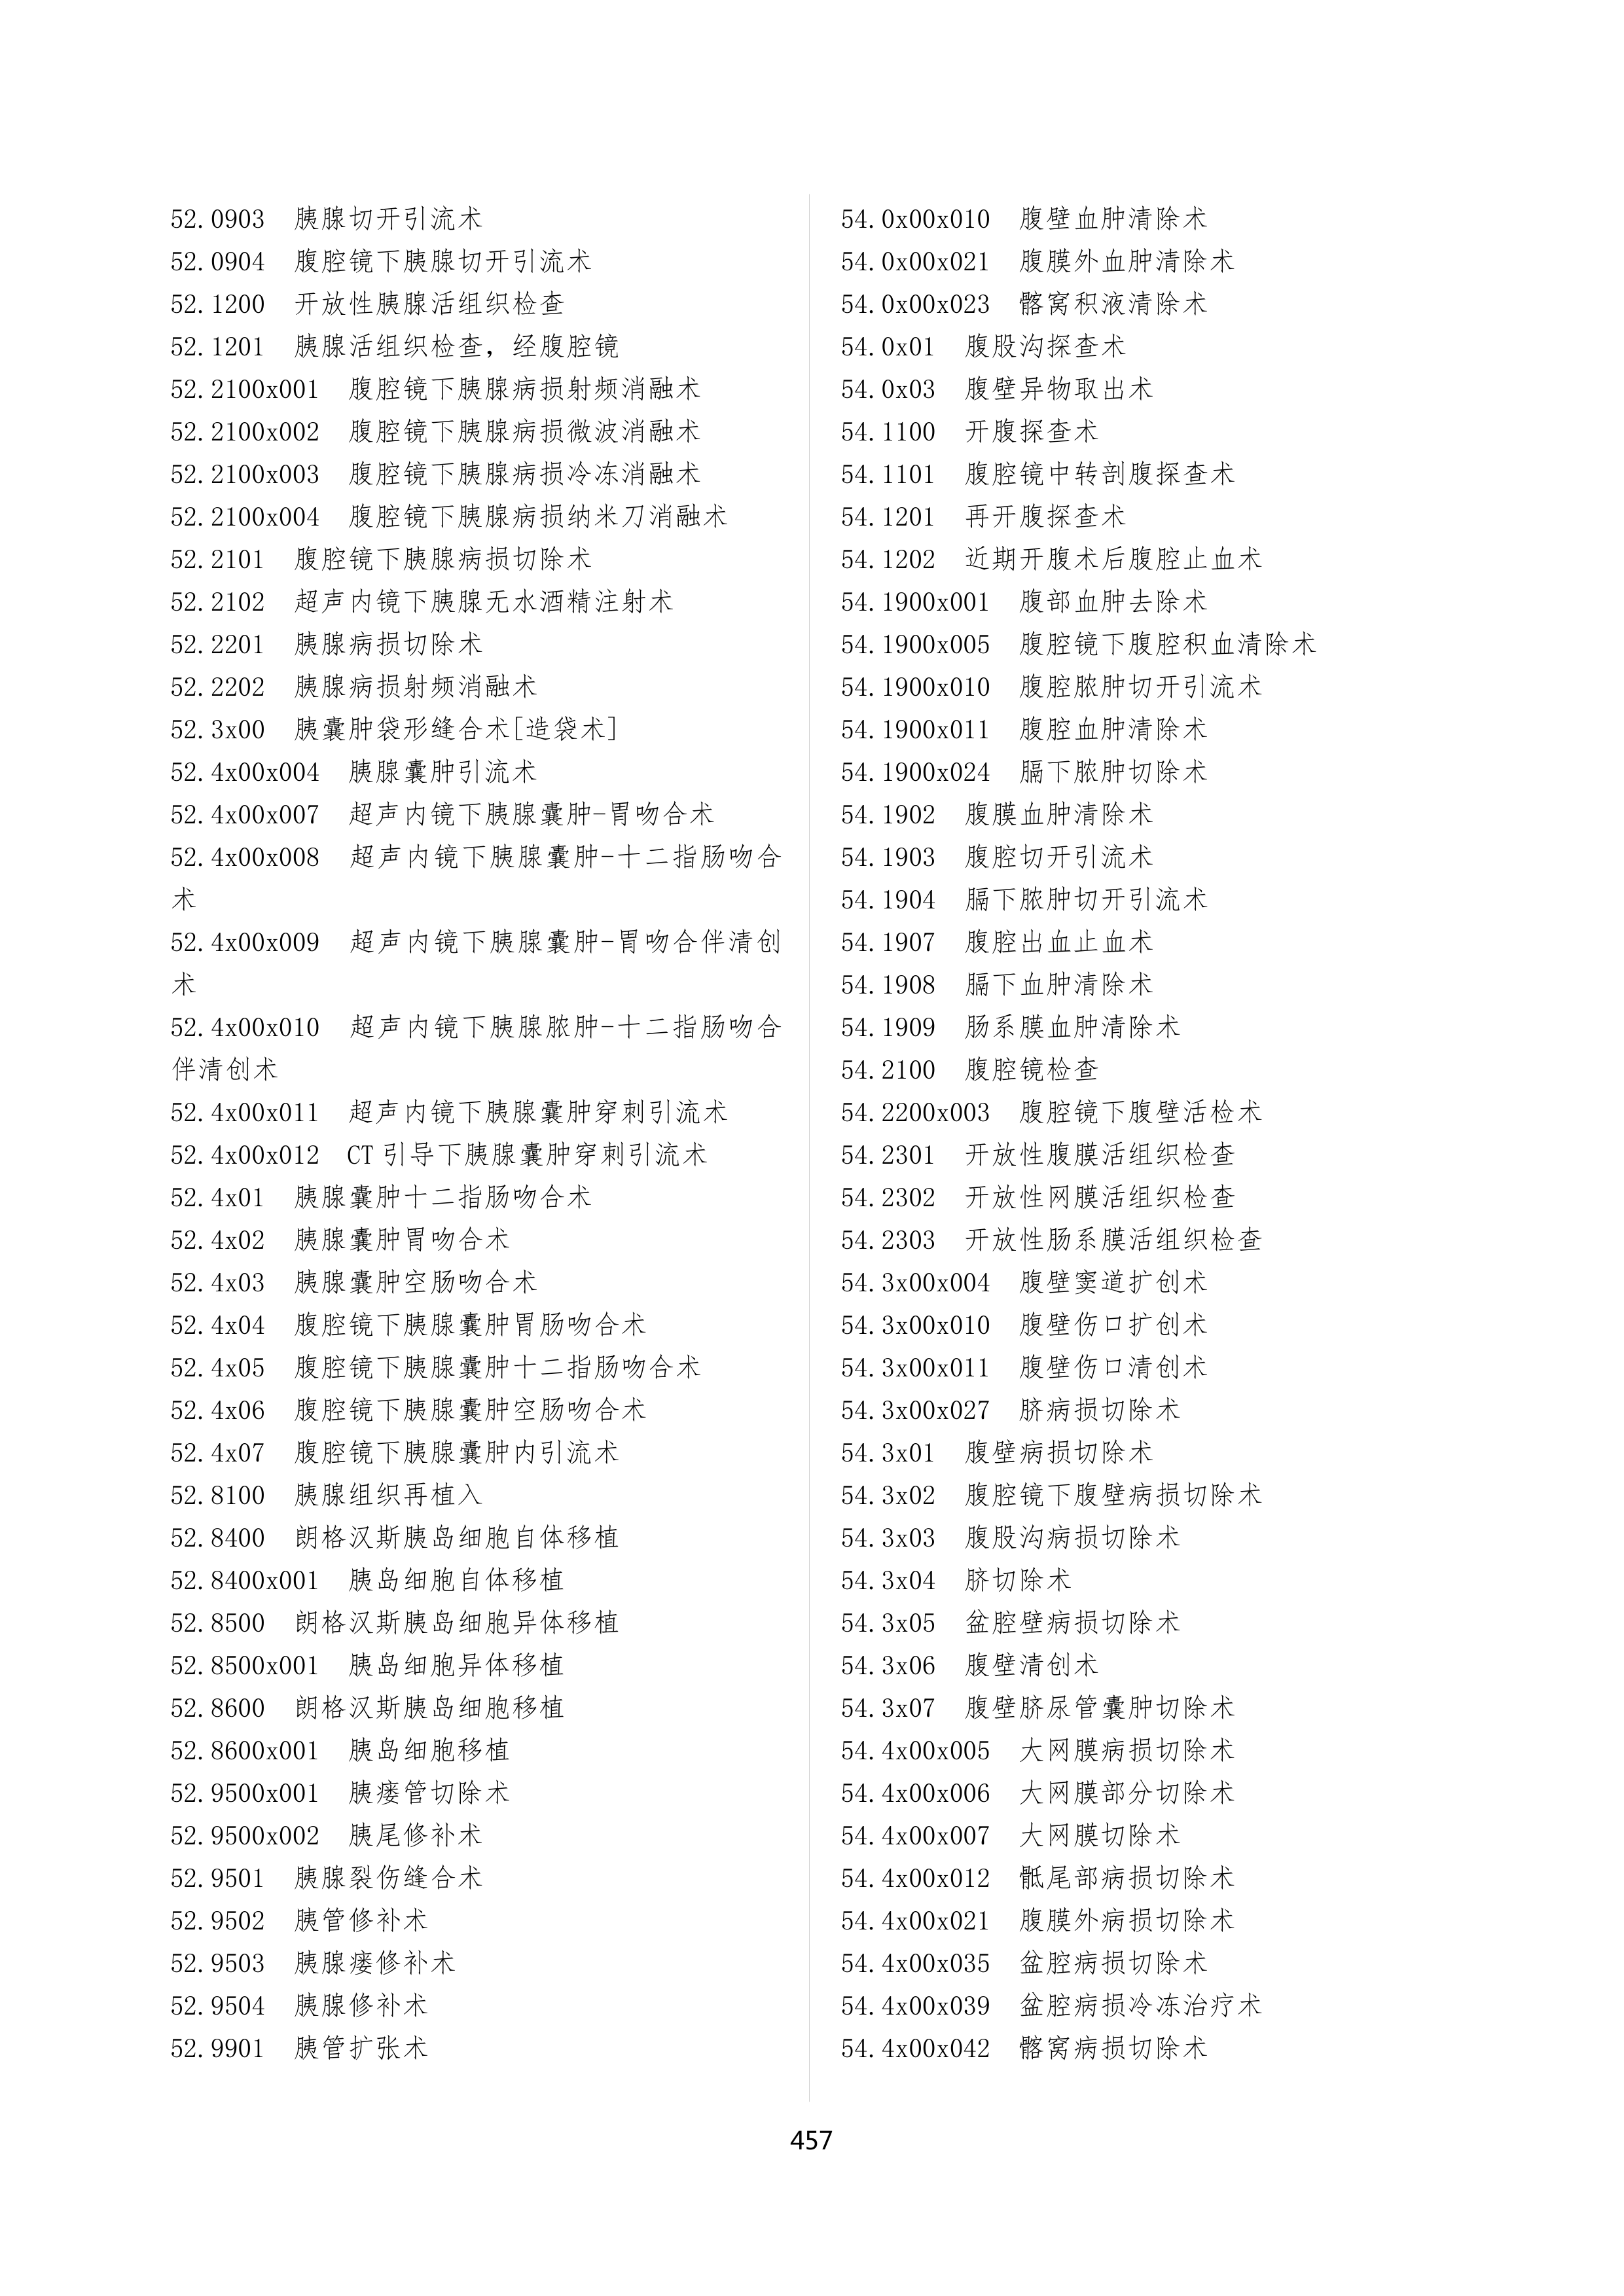 52.0903 胰腺切开引流术
52.0904 腹腔镜下胰腺切开引流术
52.1200 开放性胰腺活组织检查
52.1201 胰腺活组织检查，经腹腔镜
52.2100x001 腹腔镜下胰腺病损射频消融术
52.2100x002 腹腔镜下胰腺病损微波消融术
52.2100x003 腹腔镜下胰腺病损冷冻消融术
52.2100x004 腹腔镜下胰腺病损纳米刀消融术
52.2101 腹腔镜下胰腺病损切除术
52.2102 超声内镜下胰腺无水酒精注射术
52.2201 胰腺病损切除术
52.2202 胰腺病损射频消融术
52.3x00 胰囊肿袋形缝合术[造袋术]
52.4x00x004 胰腺囊肿引流术
52.4x00x007 超声内镜下胰腺囊肿-胃吻合术
52.4x00x008 超声内镜下胰腺囊肿-十二指肠吻合
术
52.4x00x009 超声内镜下胰腺囊肿-胃吻合伴清创
术
52.4x00x010 超声内镜下胰腺脓肿-十二指肠吻合
伴清创术
52.4x00x011 超声内镜下胰腺囊肿穿刺引流术
52.4x00x012 CT引导下胰腺囊肿穿刺引流术
52.4x01 胰腺囊肿十二指肠吻合术
52.4x02 胰腺囊肿胃吻合术
52.4x03 胰腺囊肿空肠吻合术
52.4x04 腹腔镜下胰腺囊肿胃肠吻合术
52.4x05 腹腔镜下胰腺囊肿十二指肠吻合术
52.4x06 腹腔镜下胰腺囊肿空肠吻合术
52.4x07 腹腔镜下胰腺囊肿内引流术
52.8100 胰腺组织再植入
52.8400 朗格汉斯胰岛细胞自体移植
52.8400x001 胰岛细胞自体移植
52.8500 朗格汉斯胰岛细胞异体移植
52.8500x001 胰岛细胞异体移植
52.8600 朗格汉斯胰岛细胞移植
52.8600x001 胰岛细胞移植
52.9500x001 胰瘘管切除术
52.9500x002 胰尾修补术
52.9501 胰腺裂伤缝合术
52.9502 胰管修补术
52.9503 胰腺瘘修补术
52.9504 胰腺修补术
52.9901 胰管扩张术
54.0x00x010 腹壁血肿清除术
54.0x00x021 腹膜外血肿清除术
54.0x00x023 髂窝积液清除术
54.0x01 腹股沟探查术
54.0x03 腹壁异物取出术
54.1100 开腹探查术
54.1101 腹腔镜中转剖腹探查术
54.1201 再开腹探查术
54.1202 近期开腹术后腹腔止血术
54.1900x001 腹部血肿去除术
54.1900x005 腹腔镜下腹腔积血清除术
54.1900x010 腹腔脓肿切开引流术
54.1900x011 腹腔血肿清除术
54.1900x024 膈下脓肿切除术
54.1902 腹膜血肿清除术
54.1903 腹腔切开引流术
54.1904 膈下脓肿切开引流术
54.1907 腹腔出血止血术
54.1908 膈下血肿清除术
54.1909 肠系膜血肿清除术
54.2100 腹腔镜检查
54.2200x003 腹腔镜下腹壁活检术
54.2301 开放性腹膜活组织检查
54.2302 开放性网膜活组织检查
54.2303 开放性肠系膜活组织检查
54.3x00x004 腹壁窦道扩创术
54.3x00x010 腹壁伤口扩创术
54.3x00x011 腹壁伤口清创术
54.3x00x027 脐病损切除术
54.3x01 腹壁病损切除术
54.3x02 腹腔镜下腹壁病损切除术
54.3x03 腹股沟病损切除术
54.3x04 脐切除术
54.3x05 盆腔壁病损切除术
54.3x06 腹壁清创术
54.3x07 腹壁脐尿管囊肿切除术
54.4x00x005 大网膜病损切除术
54.4x00x006 大网膜部分切除术
54.4x00x007 大网膜切除术
54.4x00x012 骶尾部病损切除术
54.4x00x021 腹膜外病损切除术
54.4x00x035 盆腔病损切除术
54.4x00x039 盆腔病损冷冻治疗术
54.4x00x042 髂窝病损切除术
457